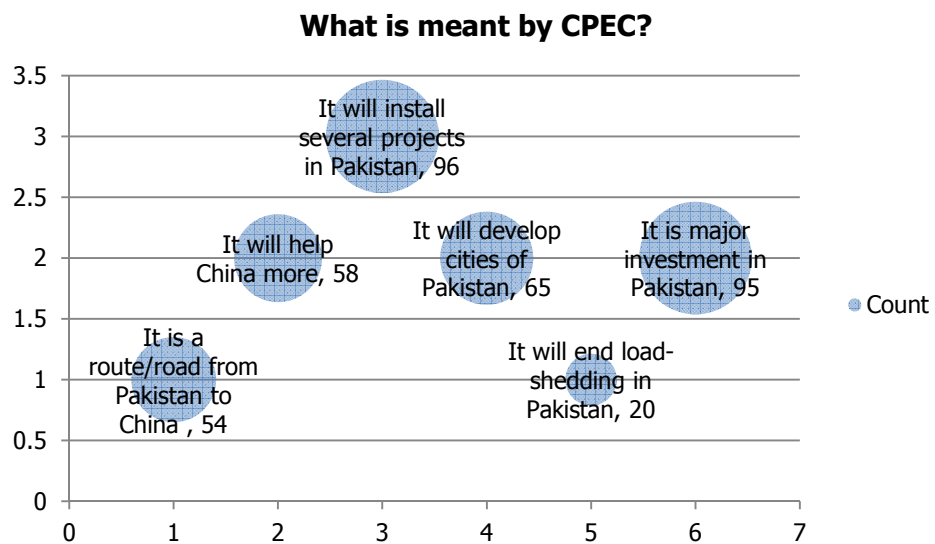 What is meant by CPEC?
3.5
3
2.5
2
1.5
1
0.5
0
It will install
several projects
in Pakistan, 96
It will help
China more, 58
It will develop
cities of
Pakistan, 65
It is major
investment in
Pakistan, 95
It is a
route/road from
Pakistan to
China , 54
It will end load-
shedding in
Pakistan, 20
Count
0 1 2 3 4 5 6 7